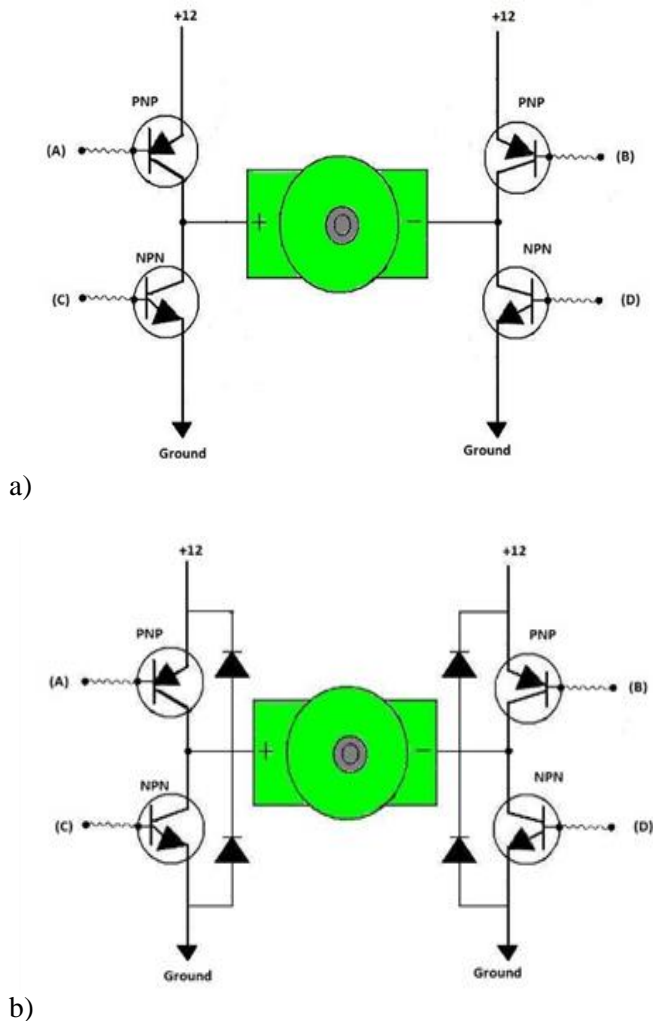 +12 +12
PNP PNP
(A) (B)
+ −
NPN NPN
(C) (D)
Ground Ground
a)
+12 +12
PNP PNP
(A) (B)
+ −
NPN NPN
(C) (D)
Ground Ground
b)